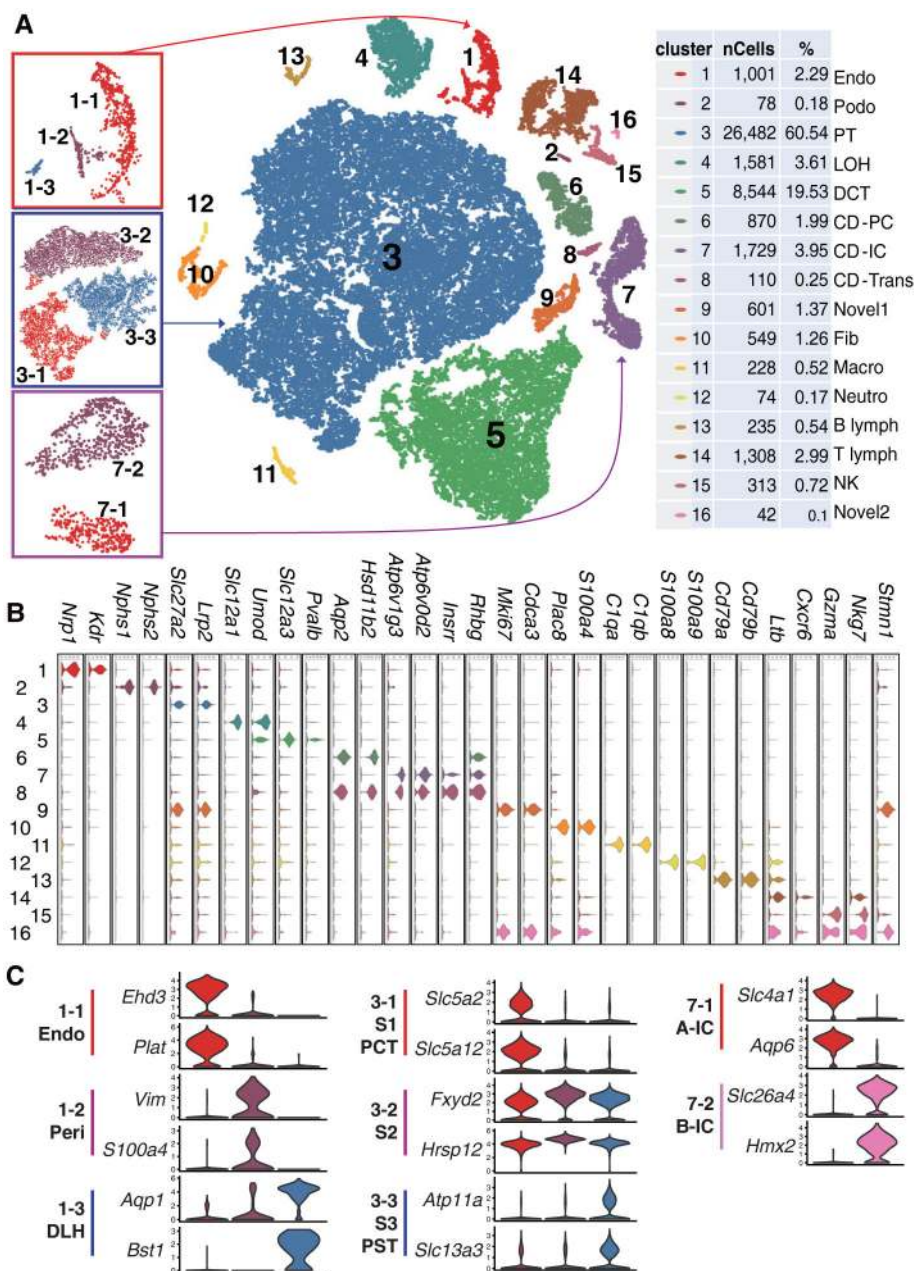 A
cluster nCells %
1 1,001 2.29 Endo
2 78 0.18 Podo
3 26,482 60.54 PT
4 1,581 3.61 LOH
5 8,544 19.53 DCT
6 870 1.99 CD-PC
7 1,729 3.95 CD-IC
8 110 0.25 CD-Trans
9 601 1.37 Novel1
10 549 1.26 Fib
11 228 0.52 Macro
12 74 0.17 Neutro
13 235 0.54 B lymph
14 1,308 2.99 T lymph
15 313 0.72 NK
16 42 0.1 Novel2
1-1
1-2
1-3
3-2
3-3
3-1
7-2
7-1
13
4
1
14
16
2
15
6
12
3
8
10
9
7
5
11
B
Nrp1 Kdr Nphs1 Nphs2 Slc27a2 Lrp2 Slc12a1 Umod Slc12a3 Pvalb Aqp2 Hsd11b2 Atp6v1g3 Atp6v0d2 Insrr Rhbg Mki67 Cdca3 Plac8 S100a4 C1qa C1qb S100a8 S100a9 Cd79a Cd79b Ltb Cxcr6 Gzma Nkg7 Stmn1
1
2
3
4
5
6
7
8
9
10
11
12
13
14
15
16
C
1-1
Endo
Ehd3
Plat
1-2
Peri
Vim
S100a4
1-3
DLH
Aqp1
Bst1
3-1
S1
PCT
Slc5a2
Slc5a12
3-2
S2
Fxyd2
Hrsp12
3-3
S3
PST
Atp11a
Slc13a3
7-1
A-IC
Slc4a1
Aqp6
7-2
B-IC
Slc26a4
Hmx2